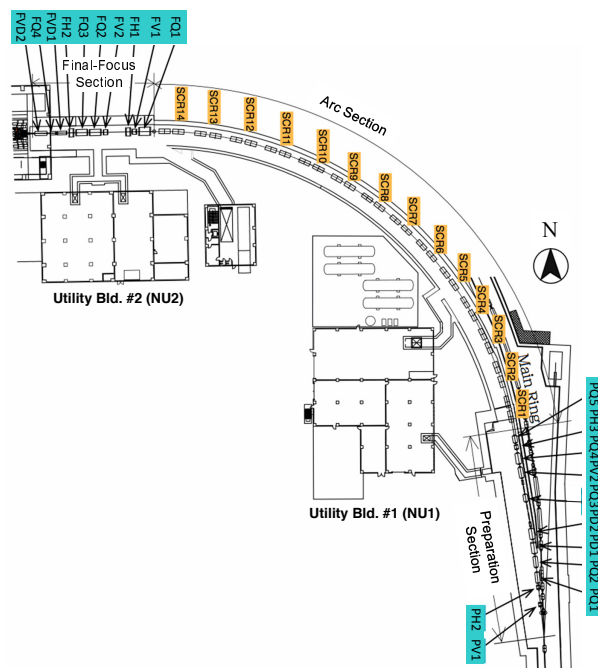 FVD2 FQ4 FVD1 FH2 FQ3 FQ2 FV2 FH1 FV1 FQ1
Final-Focus
Section
Arc Section
SCR14
SCR13
SCR12
SCR11
SCR10
SCR9
SCR8
SCR7
SCR6
SCR5
SCR4
SCR3
SCR2
SCR1
N
Utility Bld. #2 (NU2)
Main Ring
PQ5 PH3 PQ4 PV2 PQ3 PD2 PD1 PQ2 PQ1
Utility Bld. #1 (NU1)
Preparation
Section
PH2 PV1